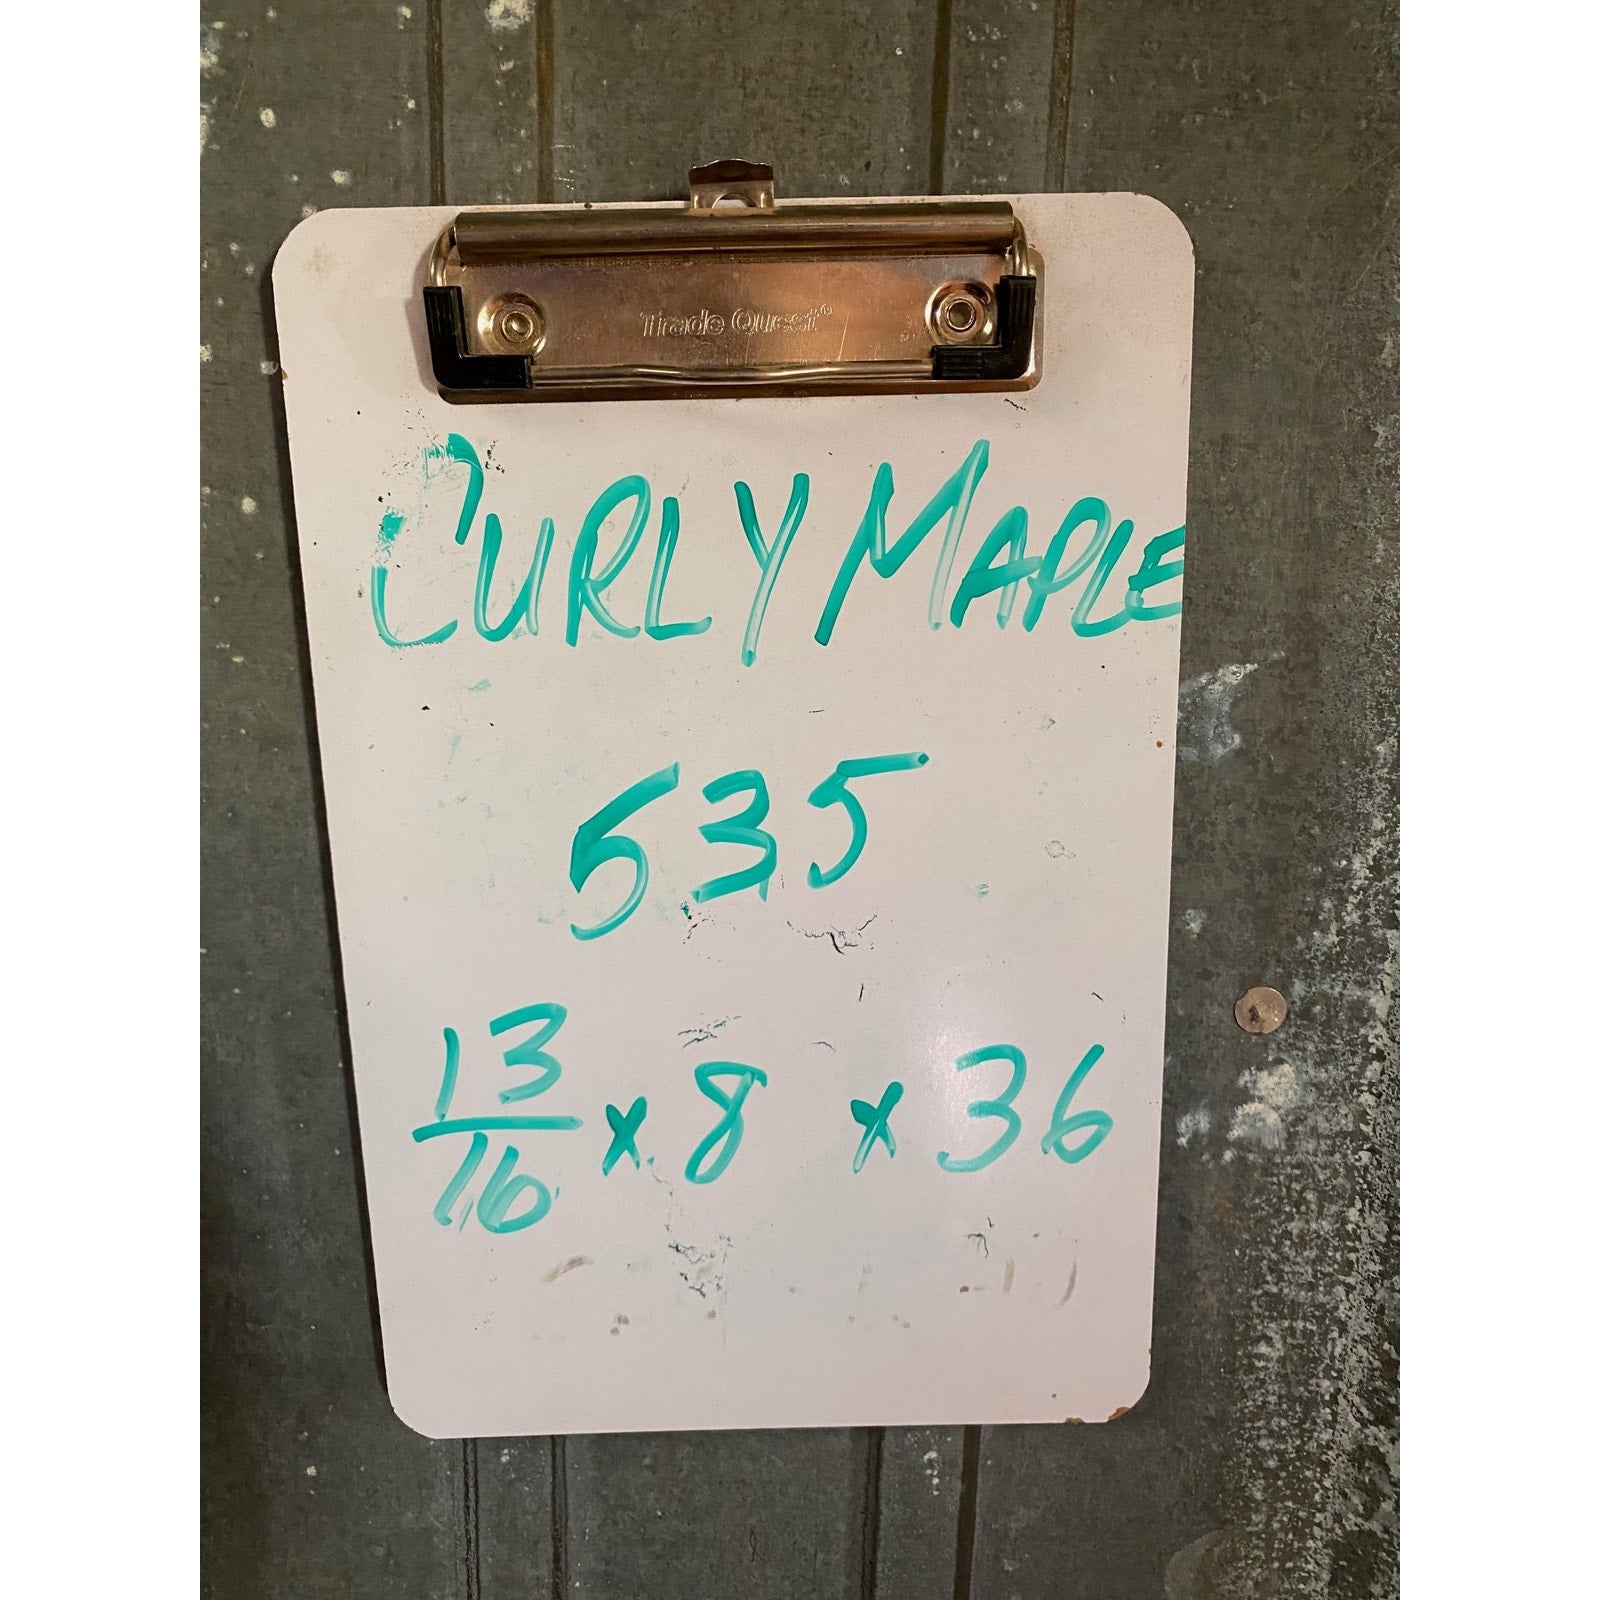 Trade Quest®
CURLY MAPLE
535
13/16 x 8 x 36